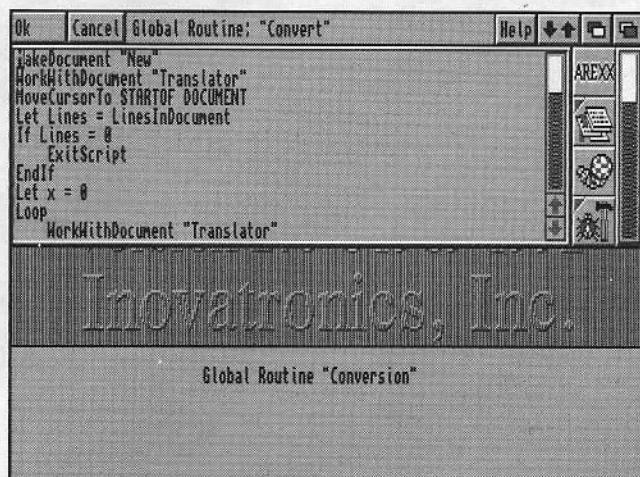 Ok Cancel Global Routine: "Convert" Help
MakeDocument "New"
WorkWithDocument "Translator"
MoveCursorTo STARTOF DOCUMENT
Let Lines = LinesInDocument
If Lines = 0
ExitScript
EndIf
Let x = 0
Loop
WorkWithDocument "Translator"
AREXX
Inovatronics, Inc.
Global Routine "Conversion"